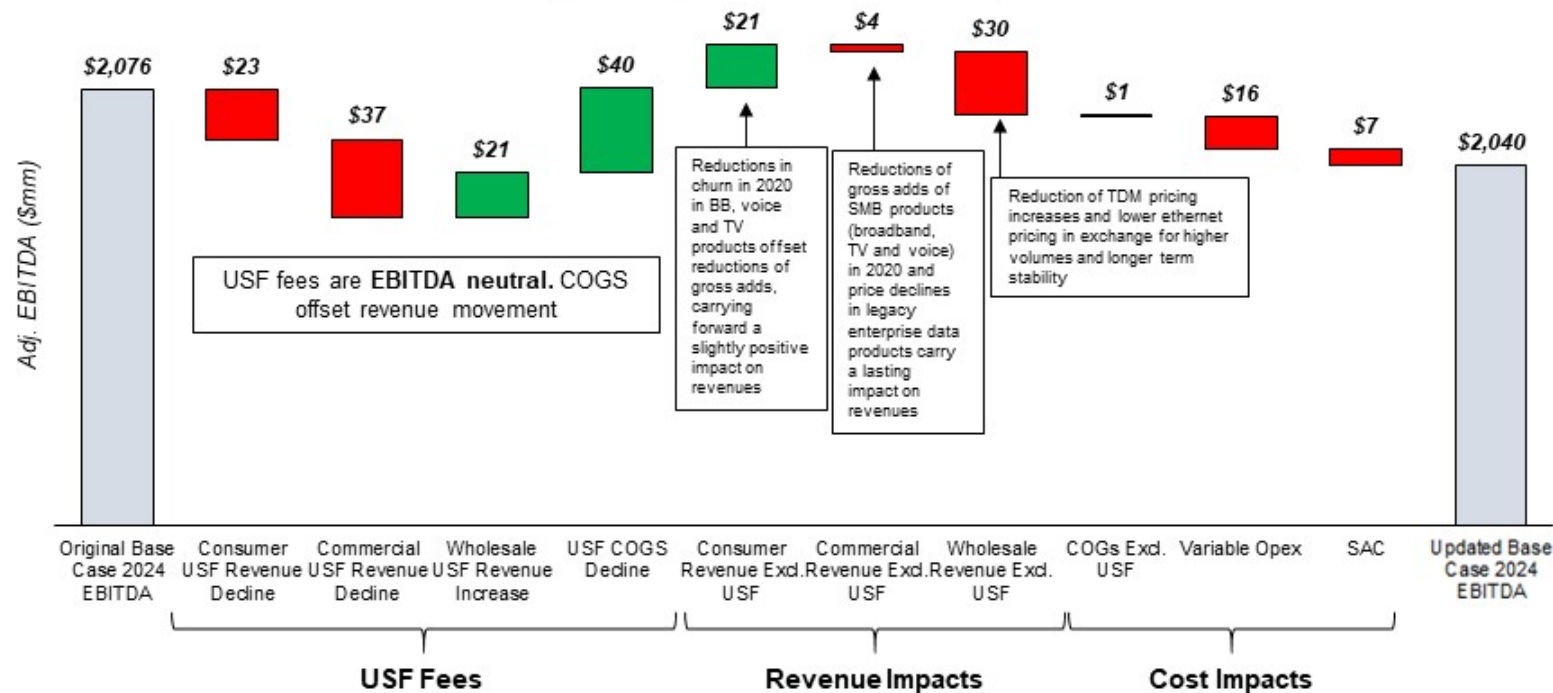 $2,076
$23
$37
$21
$40
$21
$4
$30
$1
$16
$7
$2,040
Adj. EBITDA ($mm)
USF fees are EBITDA neutral. COGS
offset revenue movement
Reductions in
churn in 2020
in BB, voice
and TV
products offset
reductions of
gross adds,
carrying
forward a
slightly positive
impact on
revenues
Reductions of
gross adds of
SMB products
(broadband,
TV and voice)
in 2020 and
price declines
in legacy
enterprise data
products carry
a lasting
impact on
revenues
Reduction of TDM pricing
increases and lower ethernet
pricing in exchange for higher
volumes and longer term
stability
Original Base
Case 2024
EBITDA
Consumer
USF Revenue
Decline
Commercial
USF Revenue
Decline
Wholesale
USF Revenue
Increase
USF COGS
Decline
Consumer
Revenue Excl.
USF
Commercial
Revenue Excl.
USF
Wholesale
Revenue Excl.
USF
COGs Excl.
USF
Variable Opex
SAC
Updated Base
Case 2024
EBITDA
USF Fees
Revenue Impacts
Cost Impacts